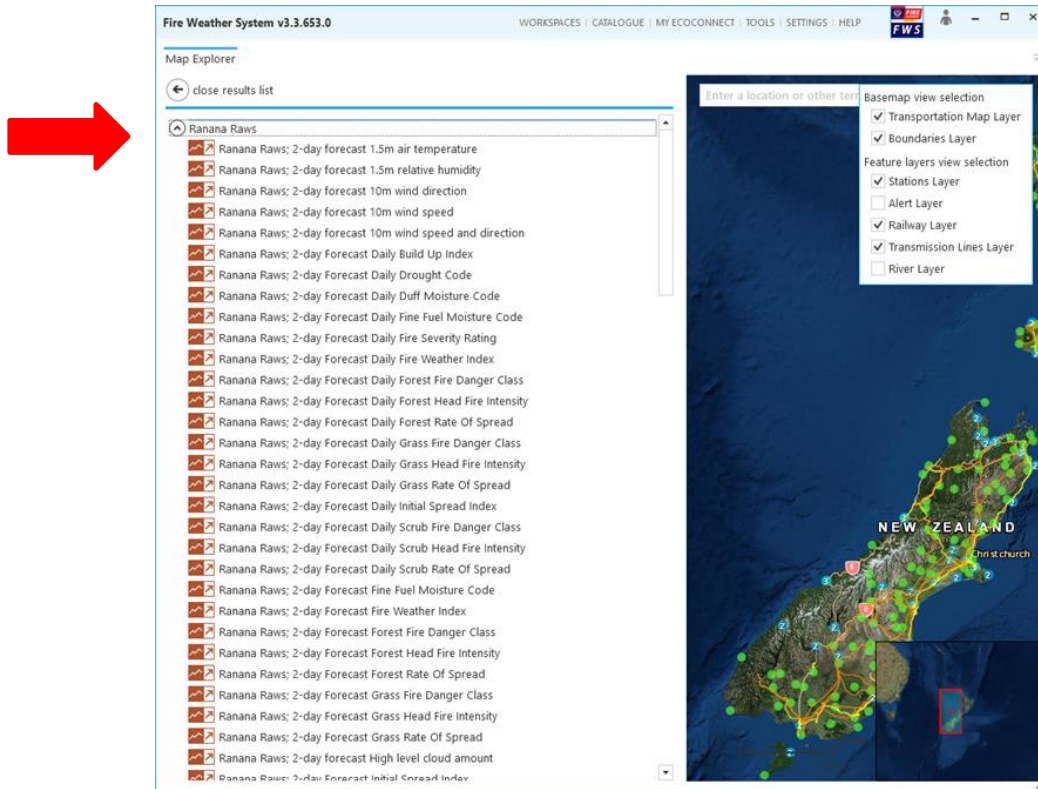 Fire Weather System v3.3.653.0
WORKSPACES | CATALOGUE | MY ECOCONNECT | TOOLS | SETTINGS | HELP
FIRE
FWS
Map Explorer
close results list
Enter a location or other ter
Basemap view selection
Transportation Map Layer
Boundaries Layer
Feature layers view selection
Stations Layer
Alert Layer
Railway Layer
Transmission Lines Layer
River Layer
Ranana Raws
Ranana Raws; 2-day forecast 1.5m air temperature
Ranana Raws; 2-day forecast 1.5m relative humidity
Ranana Raws; 2-day forecast 10m wind direction
Ranana Raws; 2-day forecast 10m wind speed
Ranana Raws; 2-day forecast 10m wind speed and direction
Ranana Raws; 2-day Forecast Daily Build Up Index
Ranana Raws; 2-day Forecast Daily Drought Code
Ranana Raws; 2-day Forecast Daily Duff Moisture Code
Ranana Raws; 2-day Forecast Daily Fine Fuel Moisture Code
Ranana Raws; 2-day Forecast Daily Fire Severity Rating
Ranana Raws; 2-day Forecast Daily Fire Weather Index
Ranana Raws; 2-day Forecast Daily Forest Fire Danger Class
Ranana Raws; 2-day Forecast Daily Forest Head Fire Intensity
Ranana Raws; 2-day Forecast Daily Forest Rate Of Spread
Ranana Raws; 2-day Forecast Daily Grass Fire Danger Class
Ranana Raws; 2-day Forecast Daily Grass Head Fire Intensity
Ranana Raws; 2-day Forecast Daily Grass Rate Of Spread
Ranana Raws; 2-day Forecast Daily Initial Spread Index
Ranana Raws; 2-day Forecast Daily Scrub Fire Danger Class
Ranana Raws; 2-day Forecast Daily Scrub Head Fire Intensity
Ranana Raws; 2-day Forecast Daily Scrub Rate Of Spread
Ranana Raws; 2-day Forecast Fine Fuel Moisture Code
Ranana Raws; 2-day Forecast Fire Weather Index
Ranana Raws; 2-day Forecast Forest Fire Danger Class
Ranana Raws; 2-day Forecast Forest Head Fire Intensity
Ranana Raws; 2-day Forecast Forest Rate Of Spread
Ranana Raws; 2-day Forecast Grass Fire Danger Class
Ranana Raws; 2-day Forecast Grass Head Fire Intensity
Ranana Raws; 2-day Forecast Grass Rate Of Spread
Ranana Raws; 2-day forecast High level cloud amount
Ranana Raws; 2-day Forecast Initial Spread Index
NEW ZEALAND
Christchurch